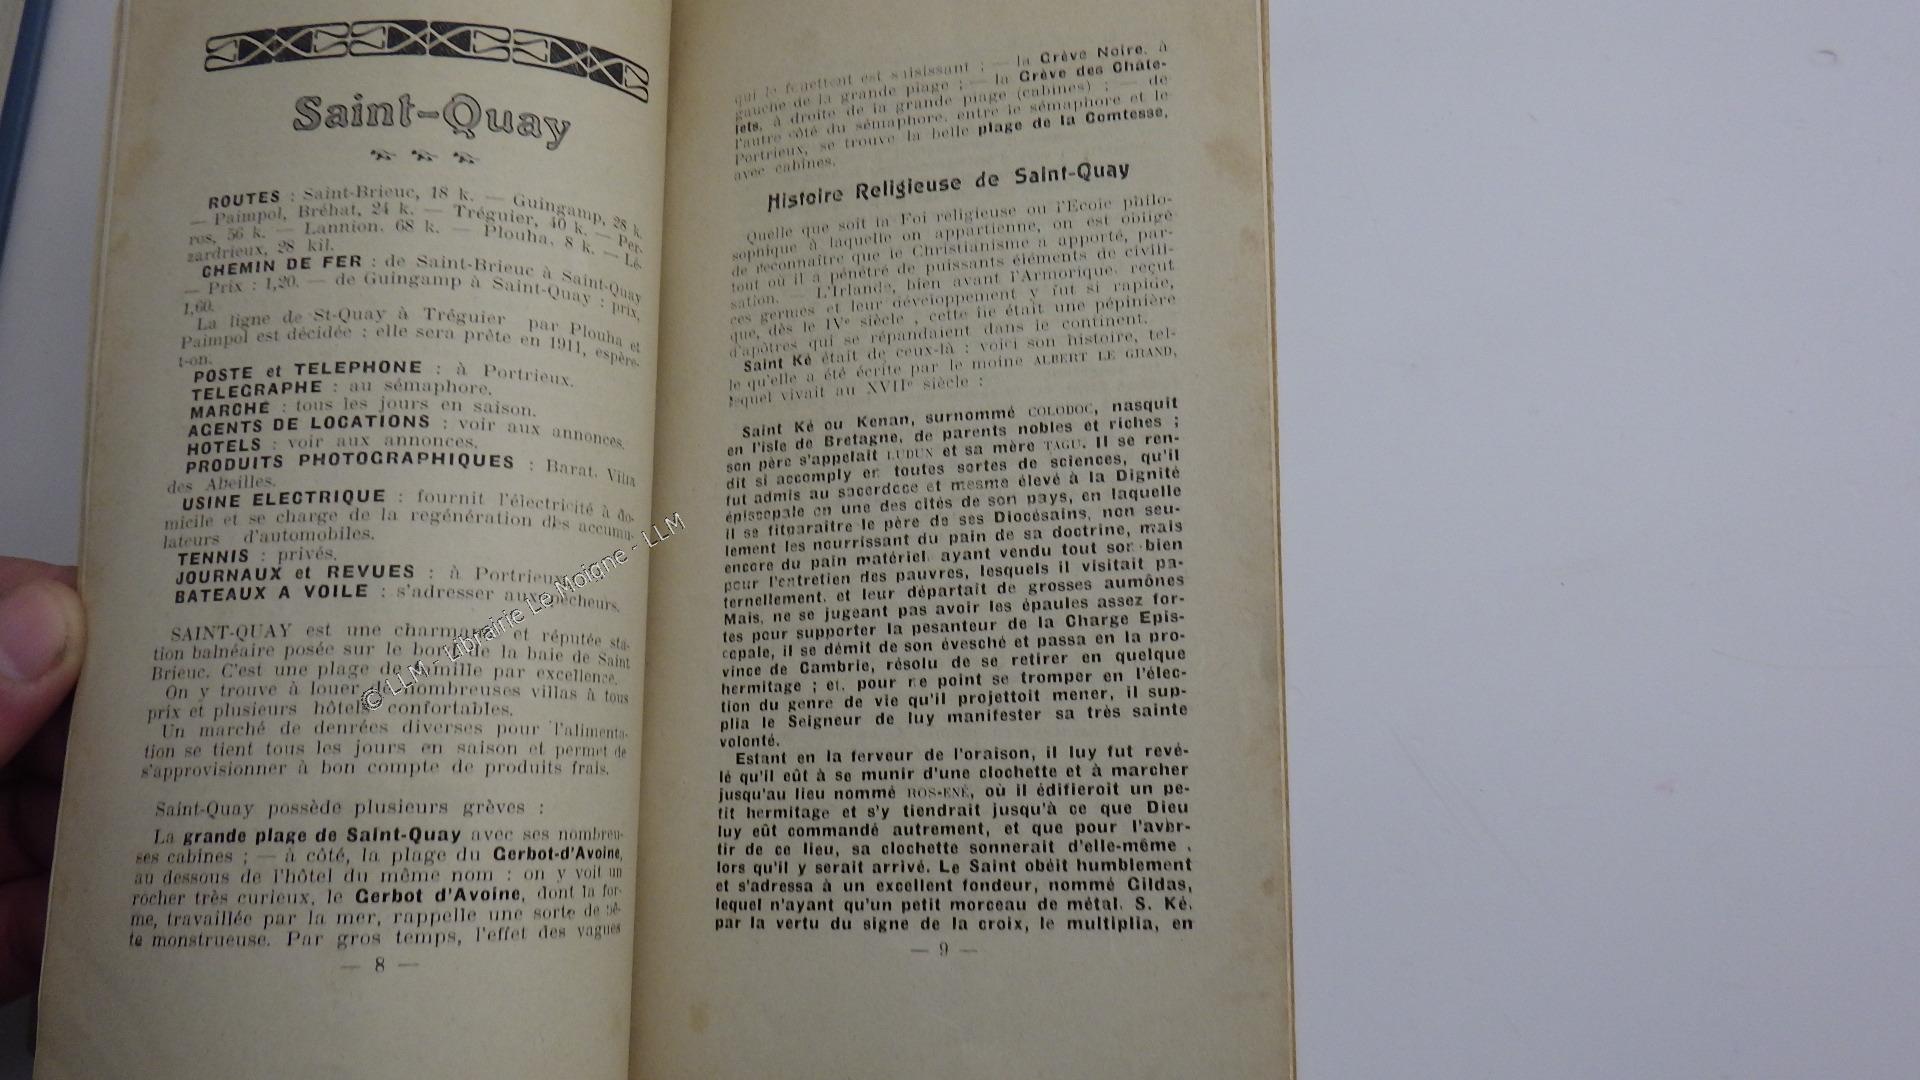 Saint-Quay
ROUTES : Saint-Brieuc, 18 k. — Guingamp, 28 k.
— Paimpol, Bréhat, 24 k. — Tréguier, 40 k. — Per-
ros, 56 k. — Lannion, 68 k. — Plouha, 8 k. — Lé-
zardrieux, 28 kil.
CHEMIN DE FER : de Saint-Brieuc à Saint-Quay
— Prix : 1,20. — de Guingamp à Saint-Quay : prix,
1,60.
La ligne de St-Quay à Tréguier par Plouha et
Paimpol est décidée ; elle sera prête en 1911, espère-
t-on.
POSTE et TELEPHONE : à Portrieux.
TELEGRAPHE : au sémaphore.
MARCHÉ : tous les jours en saison.
AGENTS DE LOCATIONS : voir aux annonces.
HOTELS : voir aux annonces.
PRODUITS PHOTOGRAPHIQUES : Barat, Villa
des Abeilles.
USINE ELECTRIQUE : fournit l'électricité à do-
micile et se charge de la regénération des accumu-
lateurs d'automobiles.
TENNIS : privés.
JOURNAUX et REVUES : à Portrieux
BATEAUX A VOILE : s'adresser aux pêcheurs.
SAINT-QUAY est une charmante et réputée sta-
tion balnéaire posée sur le bord de la baie de Saint
Brieuc. C'est une plage de famille par excellence.
On y trouve à louer de nombreuses villas à tous
prix et plusieurs hôtels confortables.
Un marché de denrées diverses pour l'alimenta-
tion se tient tous les jours en saison et permet de
s'approvisionner à bon compte de produits frais.
Saint-Quay possède plusieurs grèves :
La grande plage de Saint-Quay avec ses nombreu-
ses cabines ; — à côté, la plage du Gerbot-d'Avoine,
au dessous de l'hôtel du même nom : on y voit un
rocher très curieux, le Gerbot d'Avoine, dont la for-
me, travaillée par la mer, rappelle une sorte de bê-
te monstrueuse. Par gros temps, l'effet des vagues
— 8 —
qui le fouettent est saisissant ; — la Grève Noire, à
gauche de la grande plage ; — la Grève des Châte-
lets, à droite de la grande plage (cabines) ; — de
l'autre côté du sémaphore, entre le sémaphore et le
Portrieux, se trouve la belle plage de la Comtesse,
avec cabines.
Histoire Religieuse de Saint-Quay
Quelle que soit la Foi religieuse ou l'Ecole philo-
sophique à laquelle on appartienne, on est obligé
de reconnaître que le Christianisme a apporté, par-
tout où il a pénétré de puissants éléments de civili-
sation. — L'Irlande, bien avant l'Armorique, reçut
ces germes et leur développement y fut si rapide,
que, dès le IVe siècle, cette île était une pépinière
d'apôtres qui se répandaient dans le continent.
Saint Ké était de ceux-là : voici son histoire, tel-
le qu'elle a été écrite par le moine ALBERT LE GRAND,
lequel vivait au XVIIe siècle :
Saint Ké ou Kenan, surnommé COLODOC, nasquit
en l'isle de Bretagne, de parents nobles et riches ;
son père s'appelait LUDUN et sa mère TAGU. Il se ren-
dit si accomply en toutes sortes de sciences, qu'il
fut admis au sacerdoce et mesme élevé à la Dignité
épiscopale en une des cités de son pays, en laquelle
il se fit paraître le père de ses Diocésains, non seu-
lement les nourrissant du pain de sa doctrine, mais
encore du pain matériel, ayant vendu tout son bien
pour l'entretien des pauvres, lesquels il visitait pa-
ternellement, et leur départait de grosses aumônes
Mais, ne se jugeant pas avoir les épaules assez for-
tes pour supporter la pesanteur de la Charge Epis-
copale, il se démit de son évesché et passa en la pro-
vince de Cambrie, résolu de se retirer en quelque
hermitage ; et, pour ne point se tromper en l'élec-
tion du genre de vie qu'il projettoit mener, il sup-
plia le Seigneur de luy manifester sa très sainte
volonté.
Estant en la ferveur de l'oraison, il luy fut revé-
lé qu'il eût à se munir d'une clochette et à marcher
jusqu'au lieu nommé ROS-ENÉ, où il édifieroit un pe-
tit hermitage et s'y tiendrait jusqu'à ce que Dieu
luy eût commandé autrement, et que pour l'aver-
tir de ce lieu, sa clochette sonnerait d'elle-même ,
lors qu'il y serait arrivé. Le Saint obéit humblement
et s'adressa à un excellent fondeur, nommé Gildas,
lequel n'ayant qu'un petit morceau de métal, S. Ké,
par la vertu du signe de la croix, le multiplia, en
— 9 —
© LLM - Librairie Le Moigne - LLM